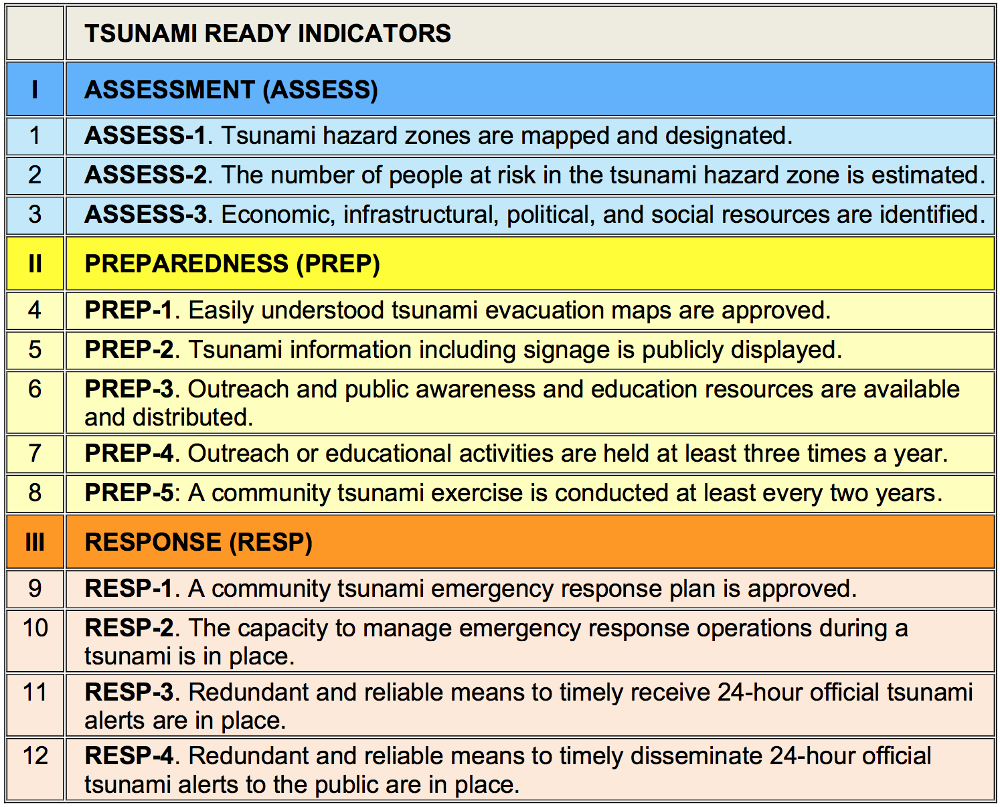 TSUNAMI READY INDICATORS
I ASSESSMENT (ASSESS)
1 ASSESS-1. Tsunami hazard zones are mapped and designated.
2 ASSESS-2. The number of people at risk in the tsunami hazard zone is estimated.
3 ASSESS-3. Economic, infrastructural, political, and social resources are identified.
II PREPAREDNESS (PREP)
4 PREP-1. Easily understood tsunami evacuation maps are approved.
5 PREP-2. Tsunami information including signage is publicly displayed.
6 PREP-3. Outreach and public awareness and education resources are available
and distributed.
7 PREP-4. Outreach or educational activities are held at least three times a year.
8 PREP-5: A community tsunami exercise is conducted at least every two years.
III RESPONSE (RESP)
9 RESP-1. A community tsunami emergency response plan is approved.
10 RESP-2. The capacity to manage emergency response operations during a
tsunami is in place.
11 RESP-3. Redundant and reliable means to timely receive 24-hour official tsunami
alerts are in place.
12 RESP-4. Redundant and reliable means to timely disseminate 24-hour official
tsunami alerts to the public are in place.